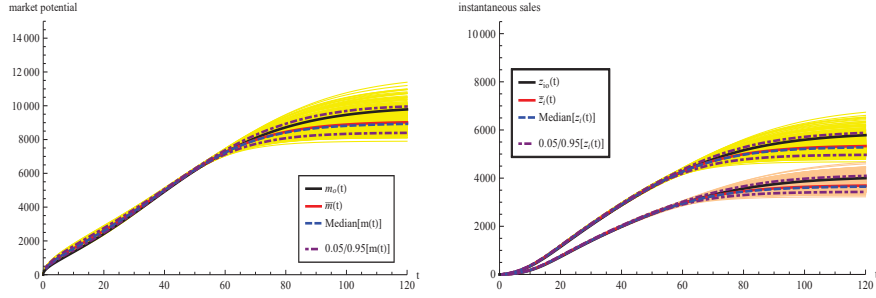 market potential
14 000
12 000
10 000
8000
6000
4000
2000
0
0 20 40 60 80 100 120 t
m_o(t)
m̅(t)
Median[m(t)]
0.05/0.95[m(t)]
instantaneous sales
10 000
8000
6000
4000
2000
0
0 20 40 60 80 100 120 t
z_io(t)
z̅_i(t)
Median[z_i(t)]
0.05/0.95[z_i(t)]